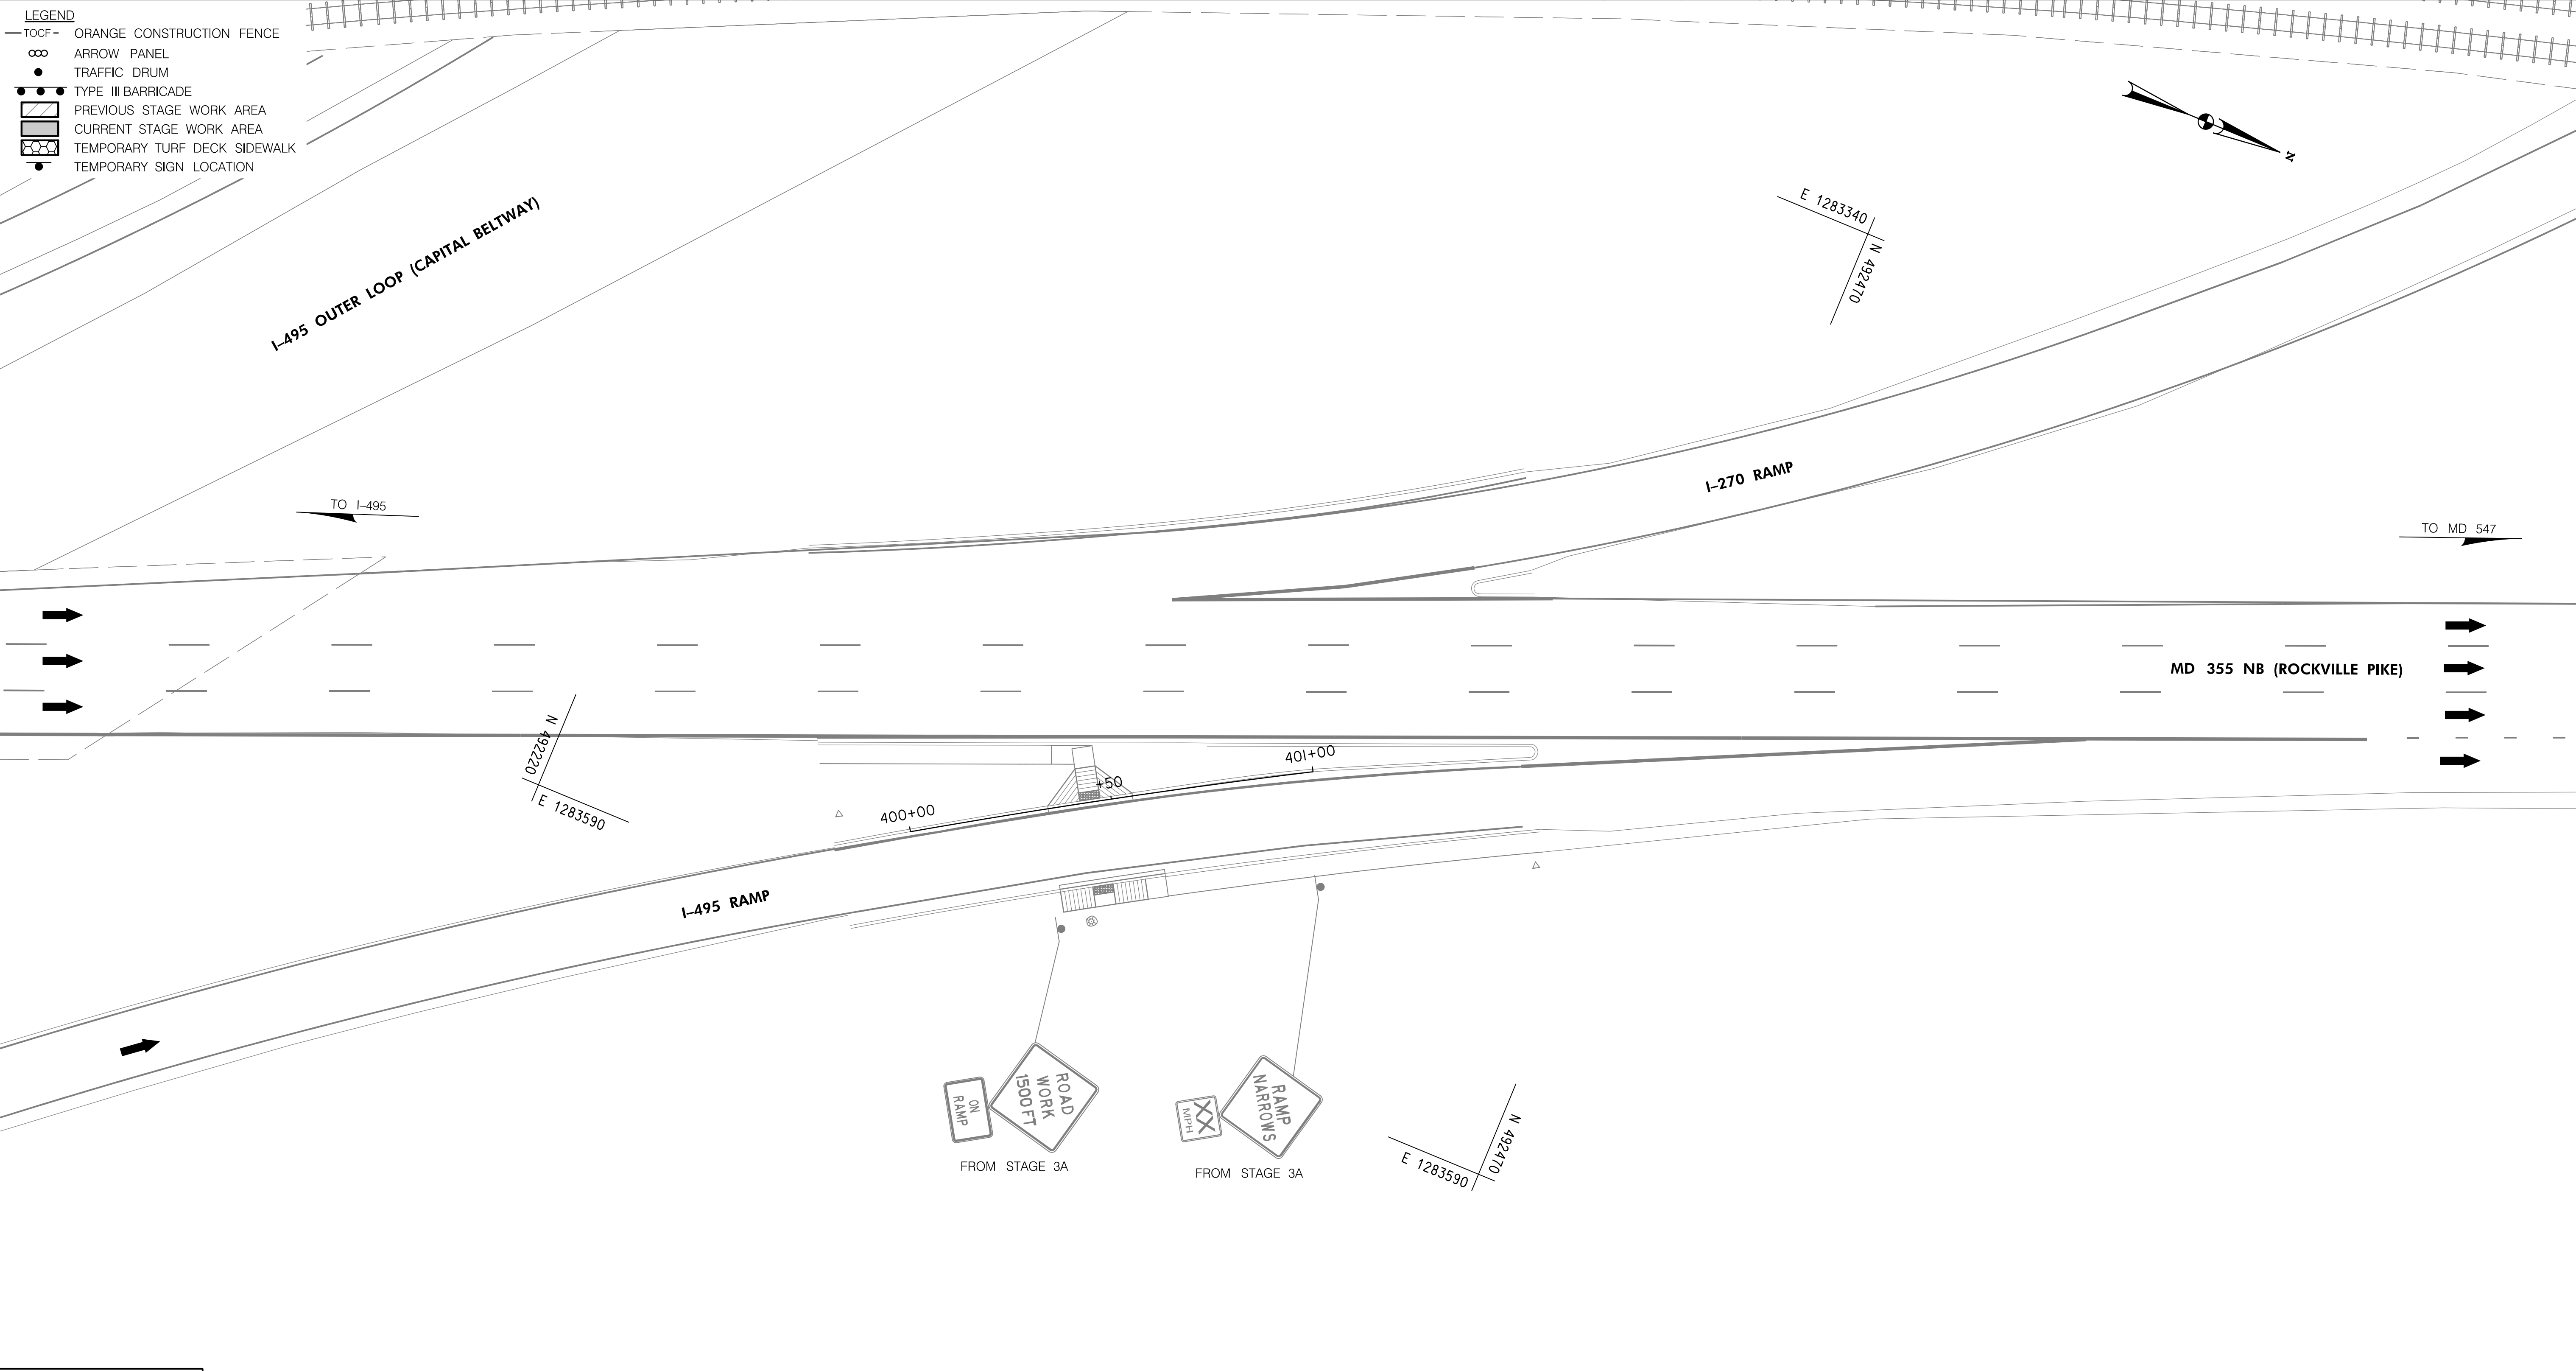 LEGEND
TOCF ORANGE CONSTRUCTION FENCE
ARROW PANEL
TRAFFIC DRUM
TYPE III BARRICADE
PREVIOUS STAGE WORK AREA
CURRENT STAGE WORK AREA
TEMPORARY TURF DECK SIDEWALK
TEMPORARY SIGN LOCATION
N
E 1283340
N 492470
I-495 OUTER LOOP (CAPITAL BELTWAY)
I-270 RAMP
TO I-495
TO MD 547
MD 355 NB (ROCKVILLE PIKE)
N 492220
E 1283590
400+00
+50
401+00
I-495 RAMP
ROAD
WORK
1500 FT
ON
RAMP
FROM STAGE 3A
RAMP
NARROWS
XX
MPH
FROM STAGE 3A
N 492470
E 1283590